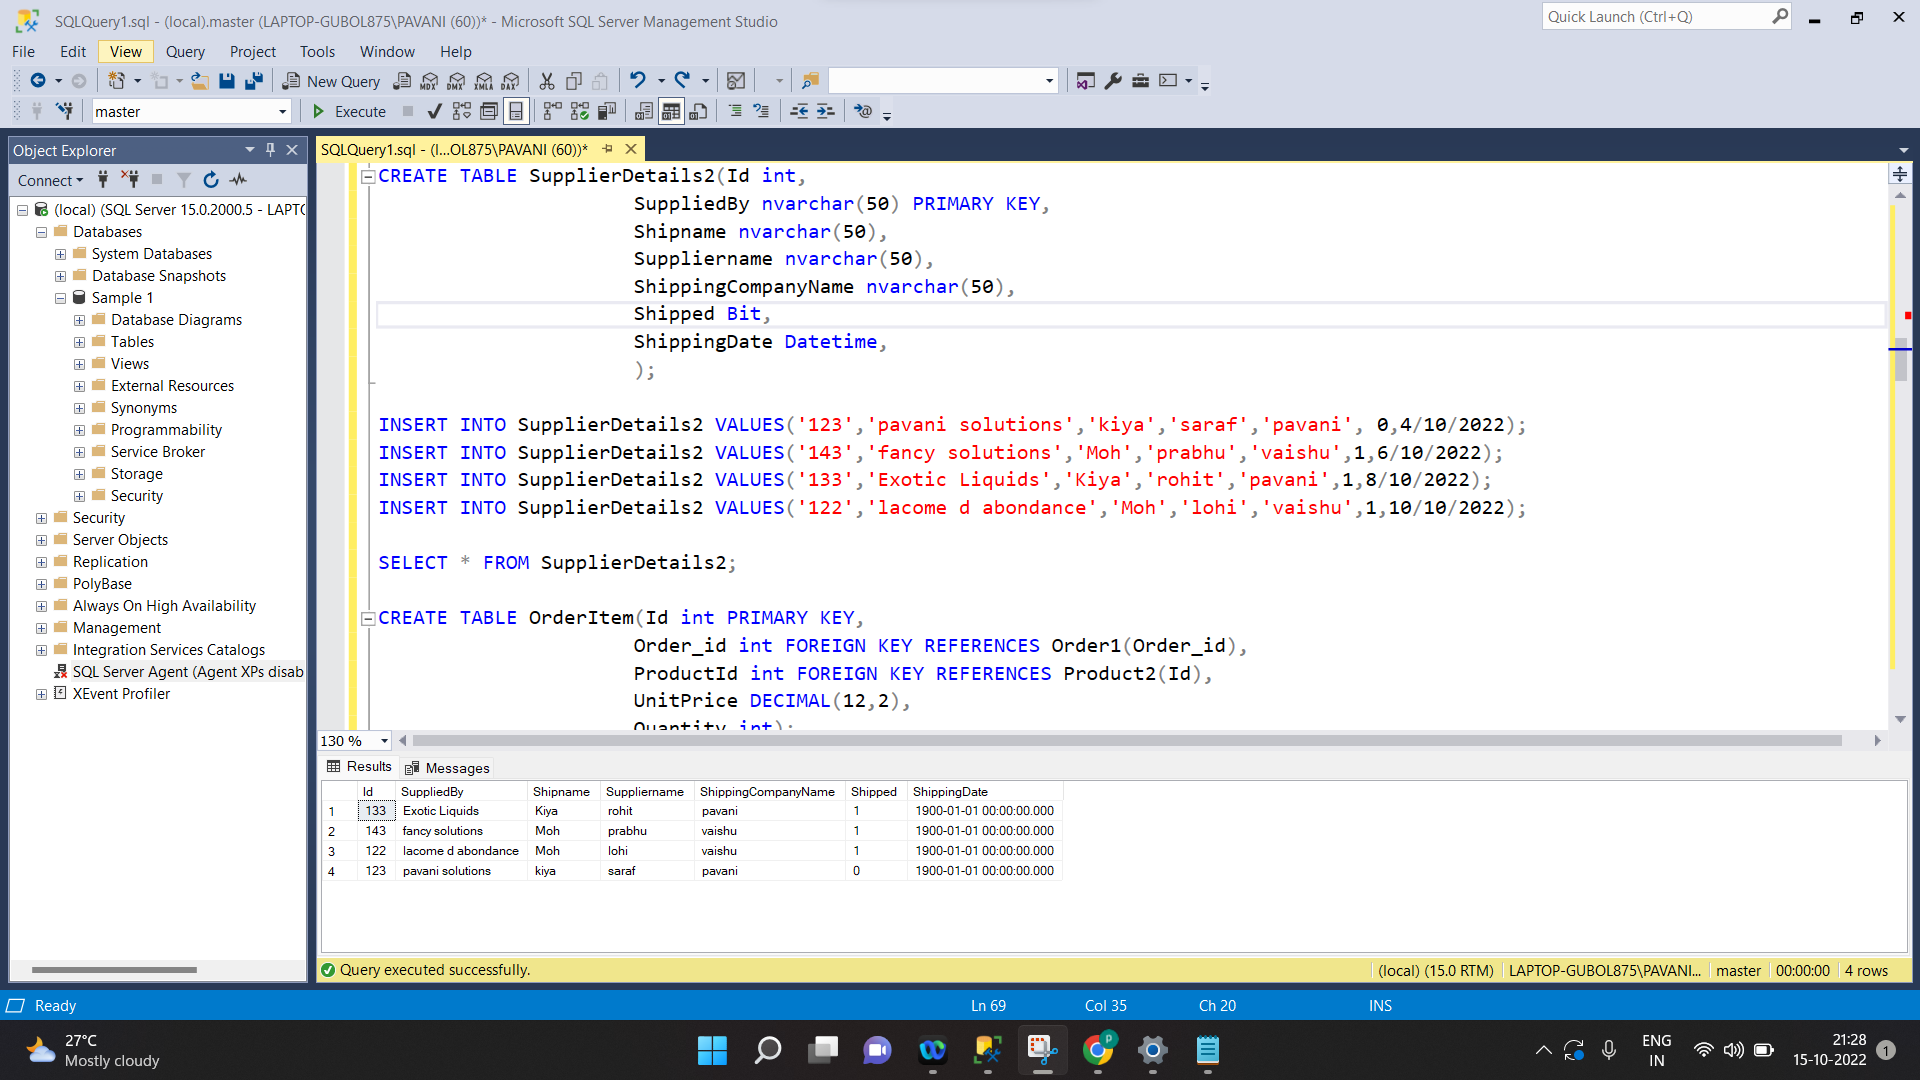 SQLQuery1.sql - (local).master (LAPTOP-GUBOL875\PAVANI (60))* - Microsoft SQL Server Management Studio
Quick Launch (Ctrl+Q)
File Edit View Query Project Tools Window Help
New Query MDX DMX XMLA DAX
master Execute
Object Explorer
Connect
(local) (SQL Server 15.0.2000.5 - LAPTO
Databases
System Databases
Database Snapshots
Sample 1
Database Diagrams
Tables
Views
External Resources
Synonyms
Programmability
Service Broker
Storage
Security
Security
Server Objects
Replication
PolyBase
Always On High Availability
Management
Integration Services Catalogs
SQL Server Agent (Agent XPs disab
XEvent Profiler
SQLQuery1.sql - (l...OL875\PAVANI (60))*
CREATE TABLE SupplierDetails2(Id int,
SuppliedBy nvarchar(50) PRIMARY KEY,
Shipname nvarchar(50),
Suppliername nvarchar(50),
ShippingCompanyName nvarchar(50),
Shipped Bit,
ShippingDate Datetime,
);
INSERT INTO SupplierDetails2 VALUES('123','pavani solutions','kiya','saraf','pavani', 0,4/10/2022);
INSERT INTO SupplierDetails2 VALUES('143','fancy solutions','Moh','prabhu','vaishu',1,6/10/2022);
INSERT INTO SupplierDetails2 VALUES('133','Exotic Liquids','Kiya','rohit','pavani',1,8/10/2022);
INSERT INTO SupplierDetails2 VALUES('122','lacome d abondance','Moh','lohi','vaishu',1,10/10/2022);
SELECT * FROM SupplierDetails2;
CREATE TABLE OrderItem(Id int PRIMARY KEY,
Order_id int FOREIGN KEY REFERENCES Order1(Order_id),
ProductId int FOREIGN KEY REFERENCES Product2(Id),
UnitPrice DECIMAL(12,2),
Quantity int);
130 %
Results Messages
Id SuppliedBy Shipname Suppliername ShippingCompanyName Shipped ShippingDate
1 133 Exotic Liquids Kiya rohit pavani 1 1900-01-01 00:00:00.000
2 143 fancy solutions Moh prabhu vaishu 1 1900-01-01 00:00:00.000
3 122 lacome d abondance Moh lohi vaishu 1 1900-01-01 00:00:00.000
4 123 pavani solutions kiya saraf pavani 0 1900-01-01 00:00:00.000
Query executed successfully. (local) (15.0 RTM) LAPTOP-GUBOL875\PAVANI... master 00:00:00 4 rows
Ready Ln 69 Col 35 Ch 20 INS
27°C
Mostly cloudy
P
ENG
IN
21:28
15-10-2022
1